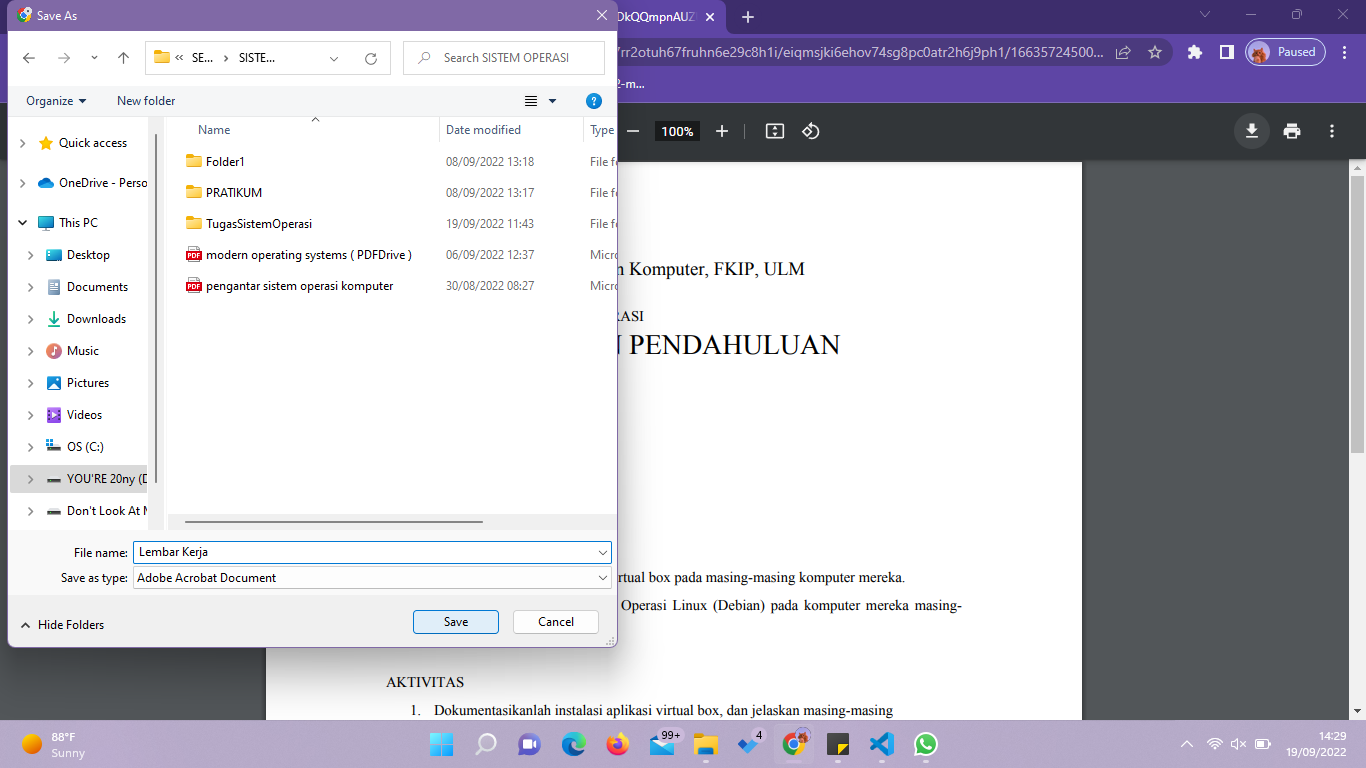 Save As
DkQQmpnAUZ
SE...
SISTE...
Search SISTEM OPERASI
7rr2otuh67fruhn6e29c8h1i/eiqmsjki6ehov74sg8pc0atr2h6j9ph1/16635724500...
Paused
2-m...
Organize
New folder
100%
Name
Date modified
Type
Quick access
OneDrive - Perso
This PC
Desktop
Documents
Downloads
Music
Pictures
Videos
OS (C:)
YOU'RE 20ny (D
Don't Look At M
Folder1 08/09/2022 13:18 File fo
PRATIKUM 08/09/2022 13:17 File fo
TugasSistemOperasi 19/09/2022 11:43 File fo
modern operating systems ( PDFDrive ) 06/09/2022 12:37 Micro
pengantar sistem operasi komputer 30/08/2022 08:27 Micro
File name: Lembar Kerja
Save as type: Adobe Acrobat Document
Hide Folders
Save
Cancel
n Komputer, FKIP, ULM
RASI
N PENDAHULUAN
rtual box pada masing-masing komputer mereka.
Operasi Linux (Debian) pada komputer mereka masing-
AKTIVITAS
1. Dokumentasikanlah instalasi aplikasi virtual box, dan jelaskan masing-masing
88°F
Sunny
99+
4
14:29
19/09/2022